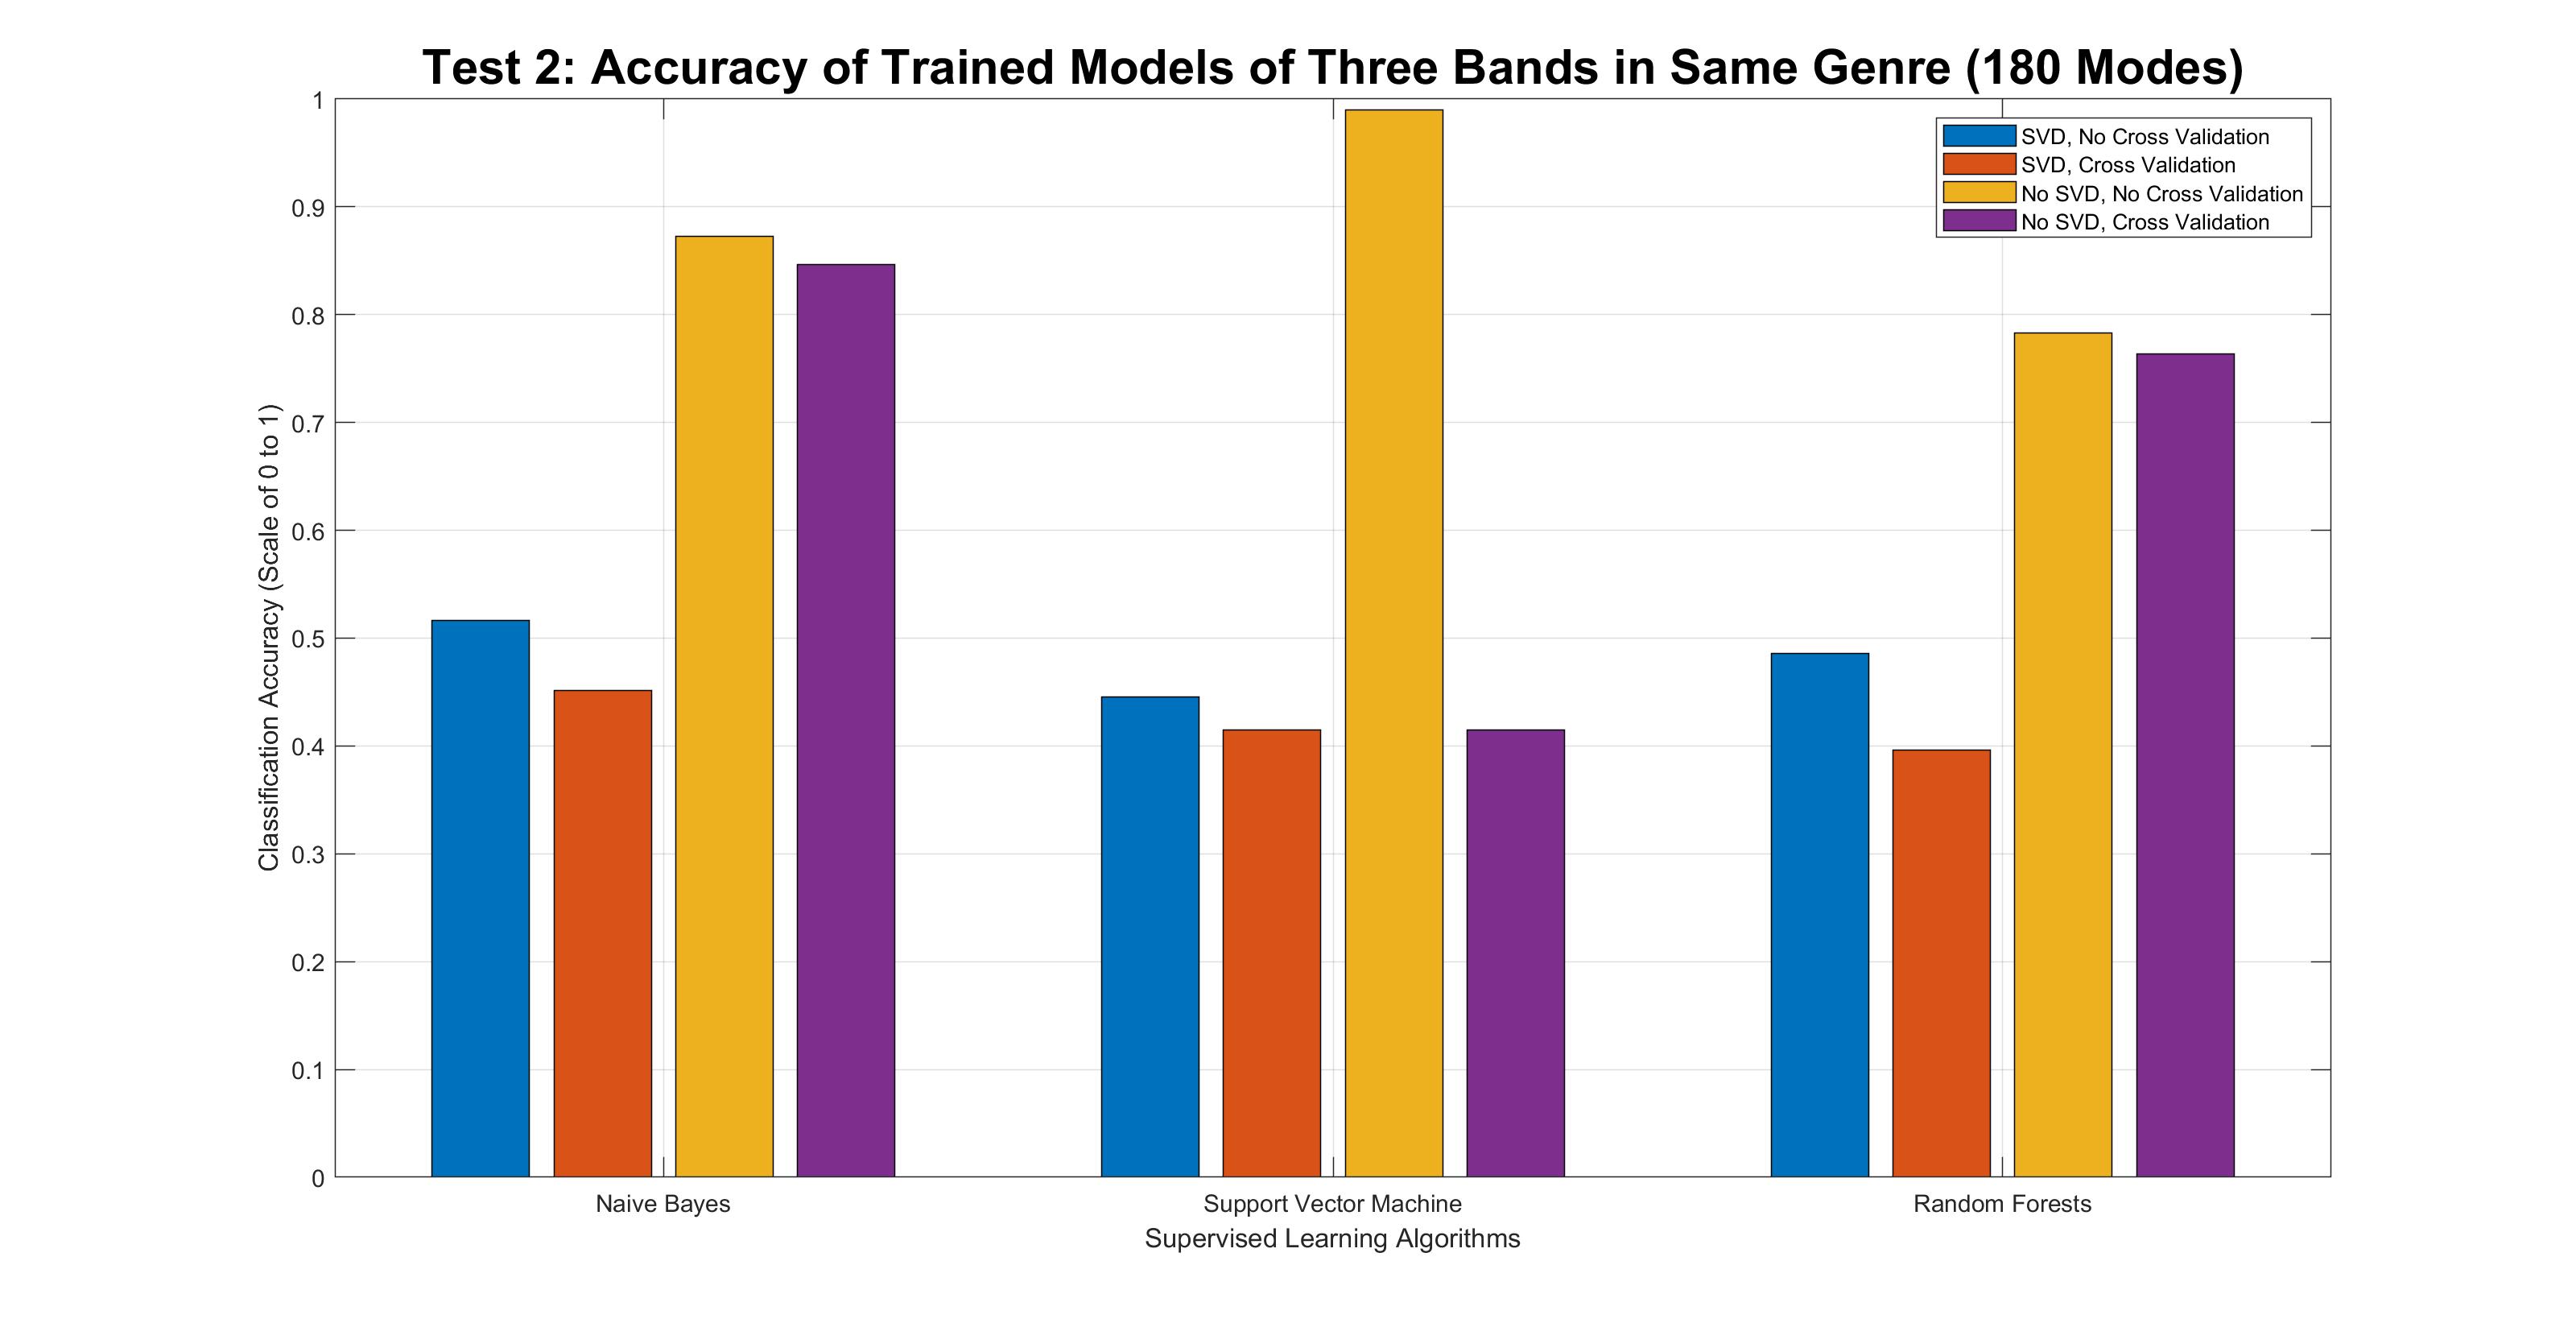 Test 2: Accuracy of Trained Models of Three Bands in Same Genre (180 Modes)
Classification Accuracy (Scale of 0 to 1)
1
0.9
0.8
0.7
0.6
0.5
0.4
0.3
0.2
0.1
0
SVD, No Cross Validation
SVD, Cross Validation
No SVD, No Cross Validation
No SVD, Cross Validation
Naive Bayes
Support Vector Machine
Random Forests
Supervised Learning Algorithms